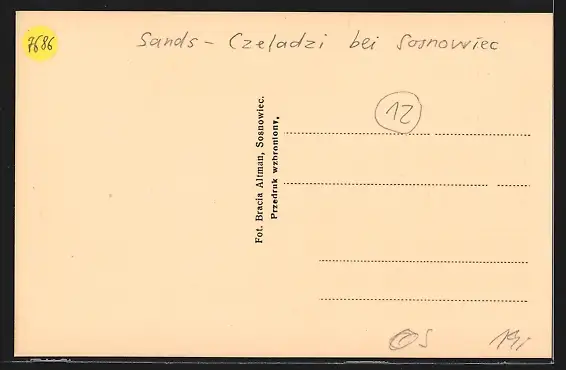 7686
Sands - Czeladzi bei Sosnowiec
12
Fot. Bracia Altman, Sosnowiec.
Przedruk wzbroniony.